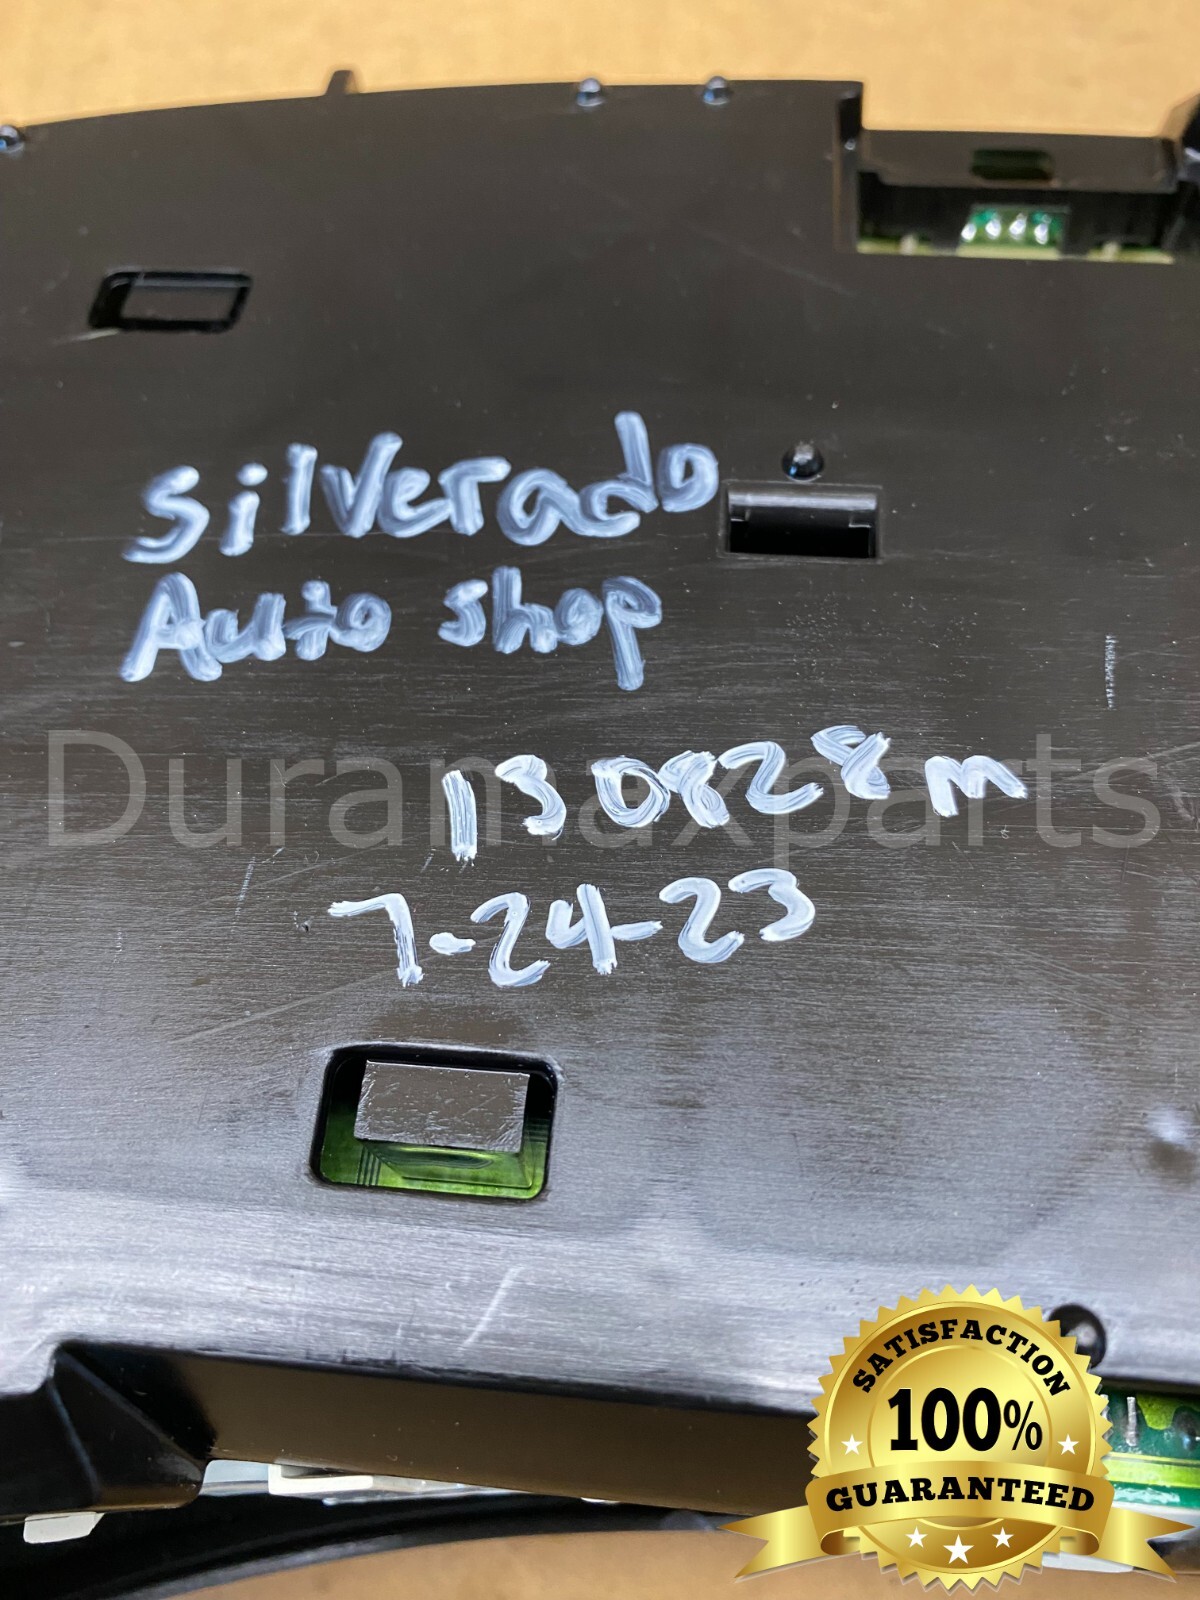 silverado
Auto shop
130828m
Duramaxparts
7-24-23
SATISFACTION
100%
GUARANTEED